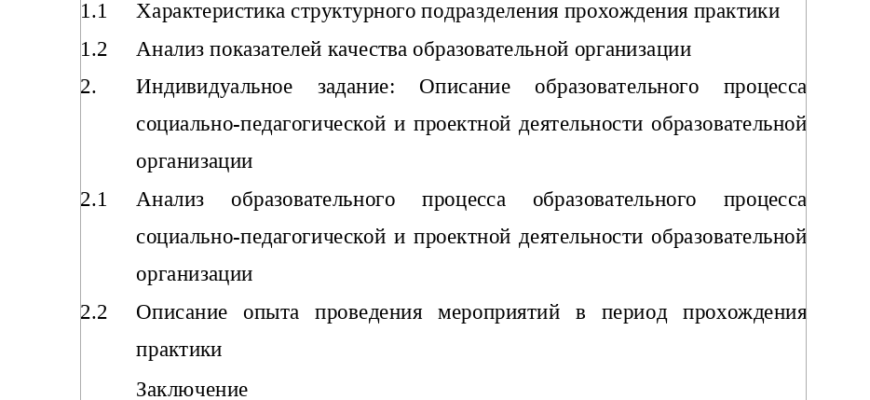 1.1 Характеристика структурного подразделения прохождения практики
1.2 Анализ показателей качества образовательной организации
2. Индивидуальное задание: Описание образовательного процесса
социально-педагогической и проектной деятельности образовательной
организации
2.1 Анализ образовательного процесса образовательного процесса
социально-педагогической и проектной деятельности образовательной
организации
2.2 Описание опыта проведения мероприятий в период прохождения
практики
Заключение